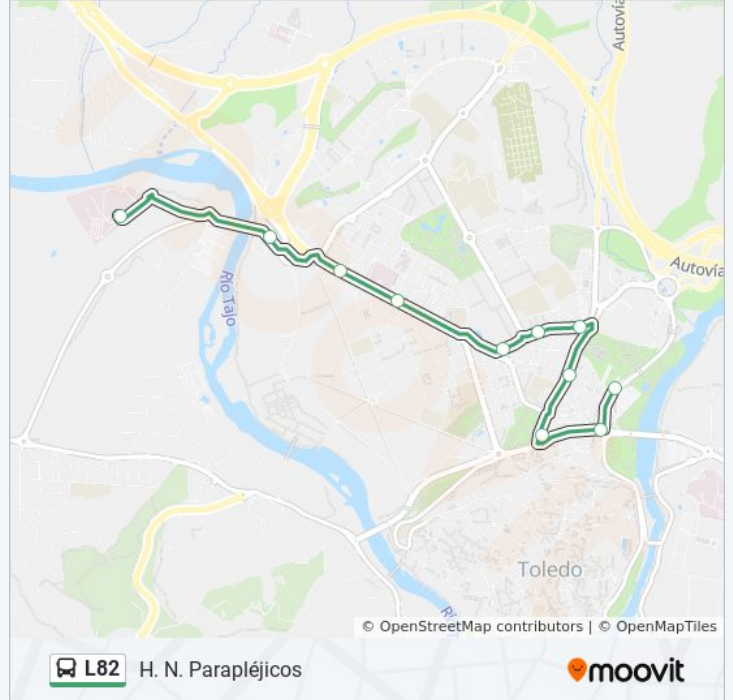 Autovía
Autovía
Río Tajo
Toledo
© OpenStreetMap contributors | © OpenMapTiles
L82 H. N. Parapléjicos
moovit